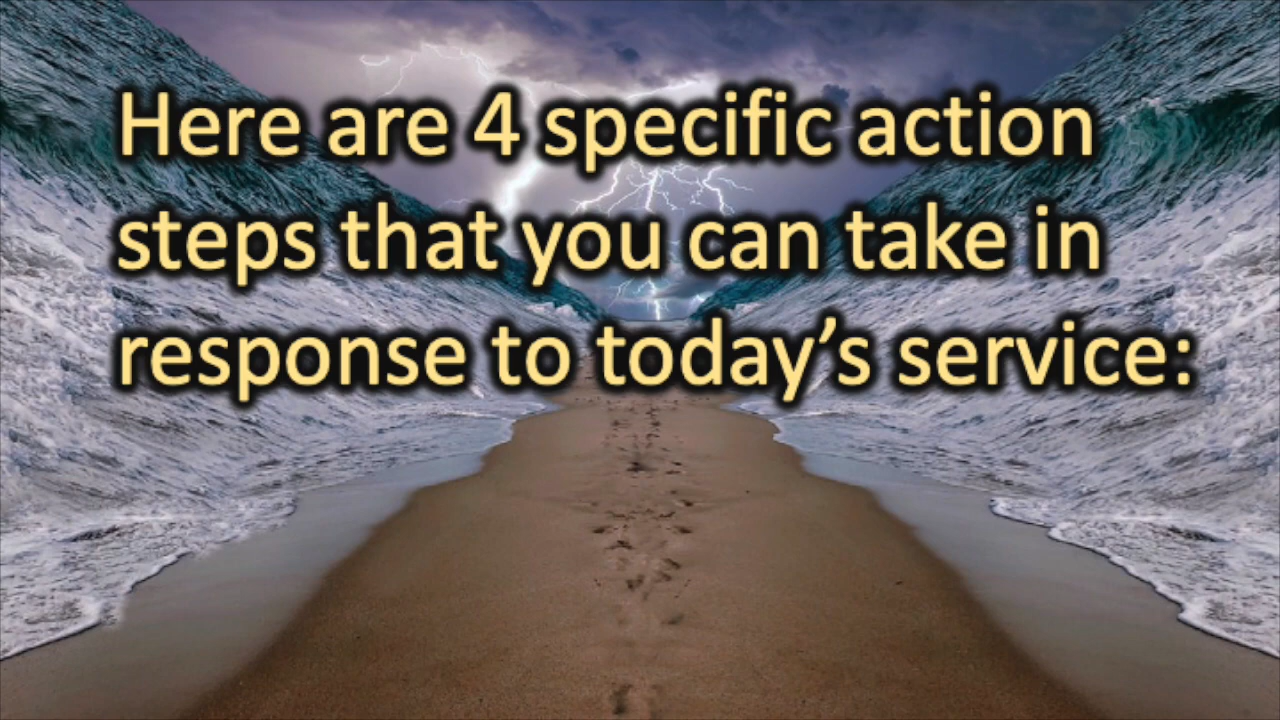 Here are 4 specific action
steps that you can take in
response to today’s service: